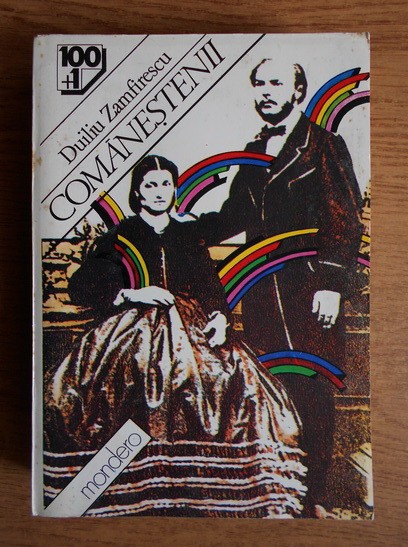 100
+1
Duiliu Zamfirescu
COMĂNEȘTENII
mondero